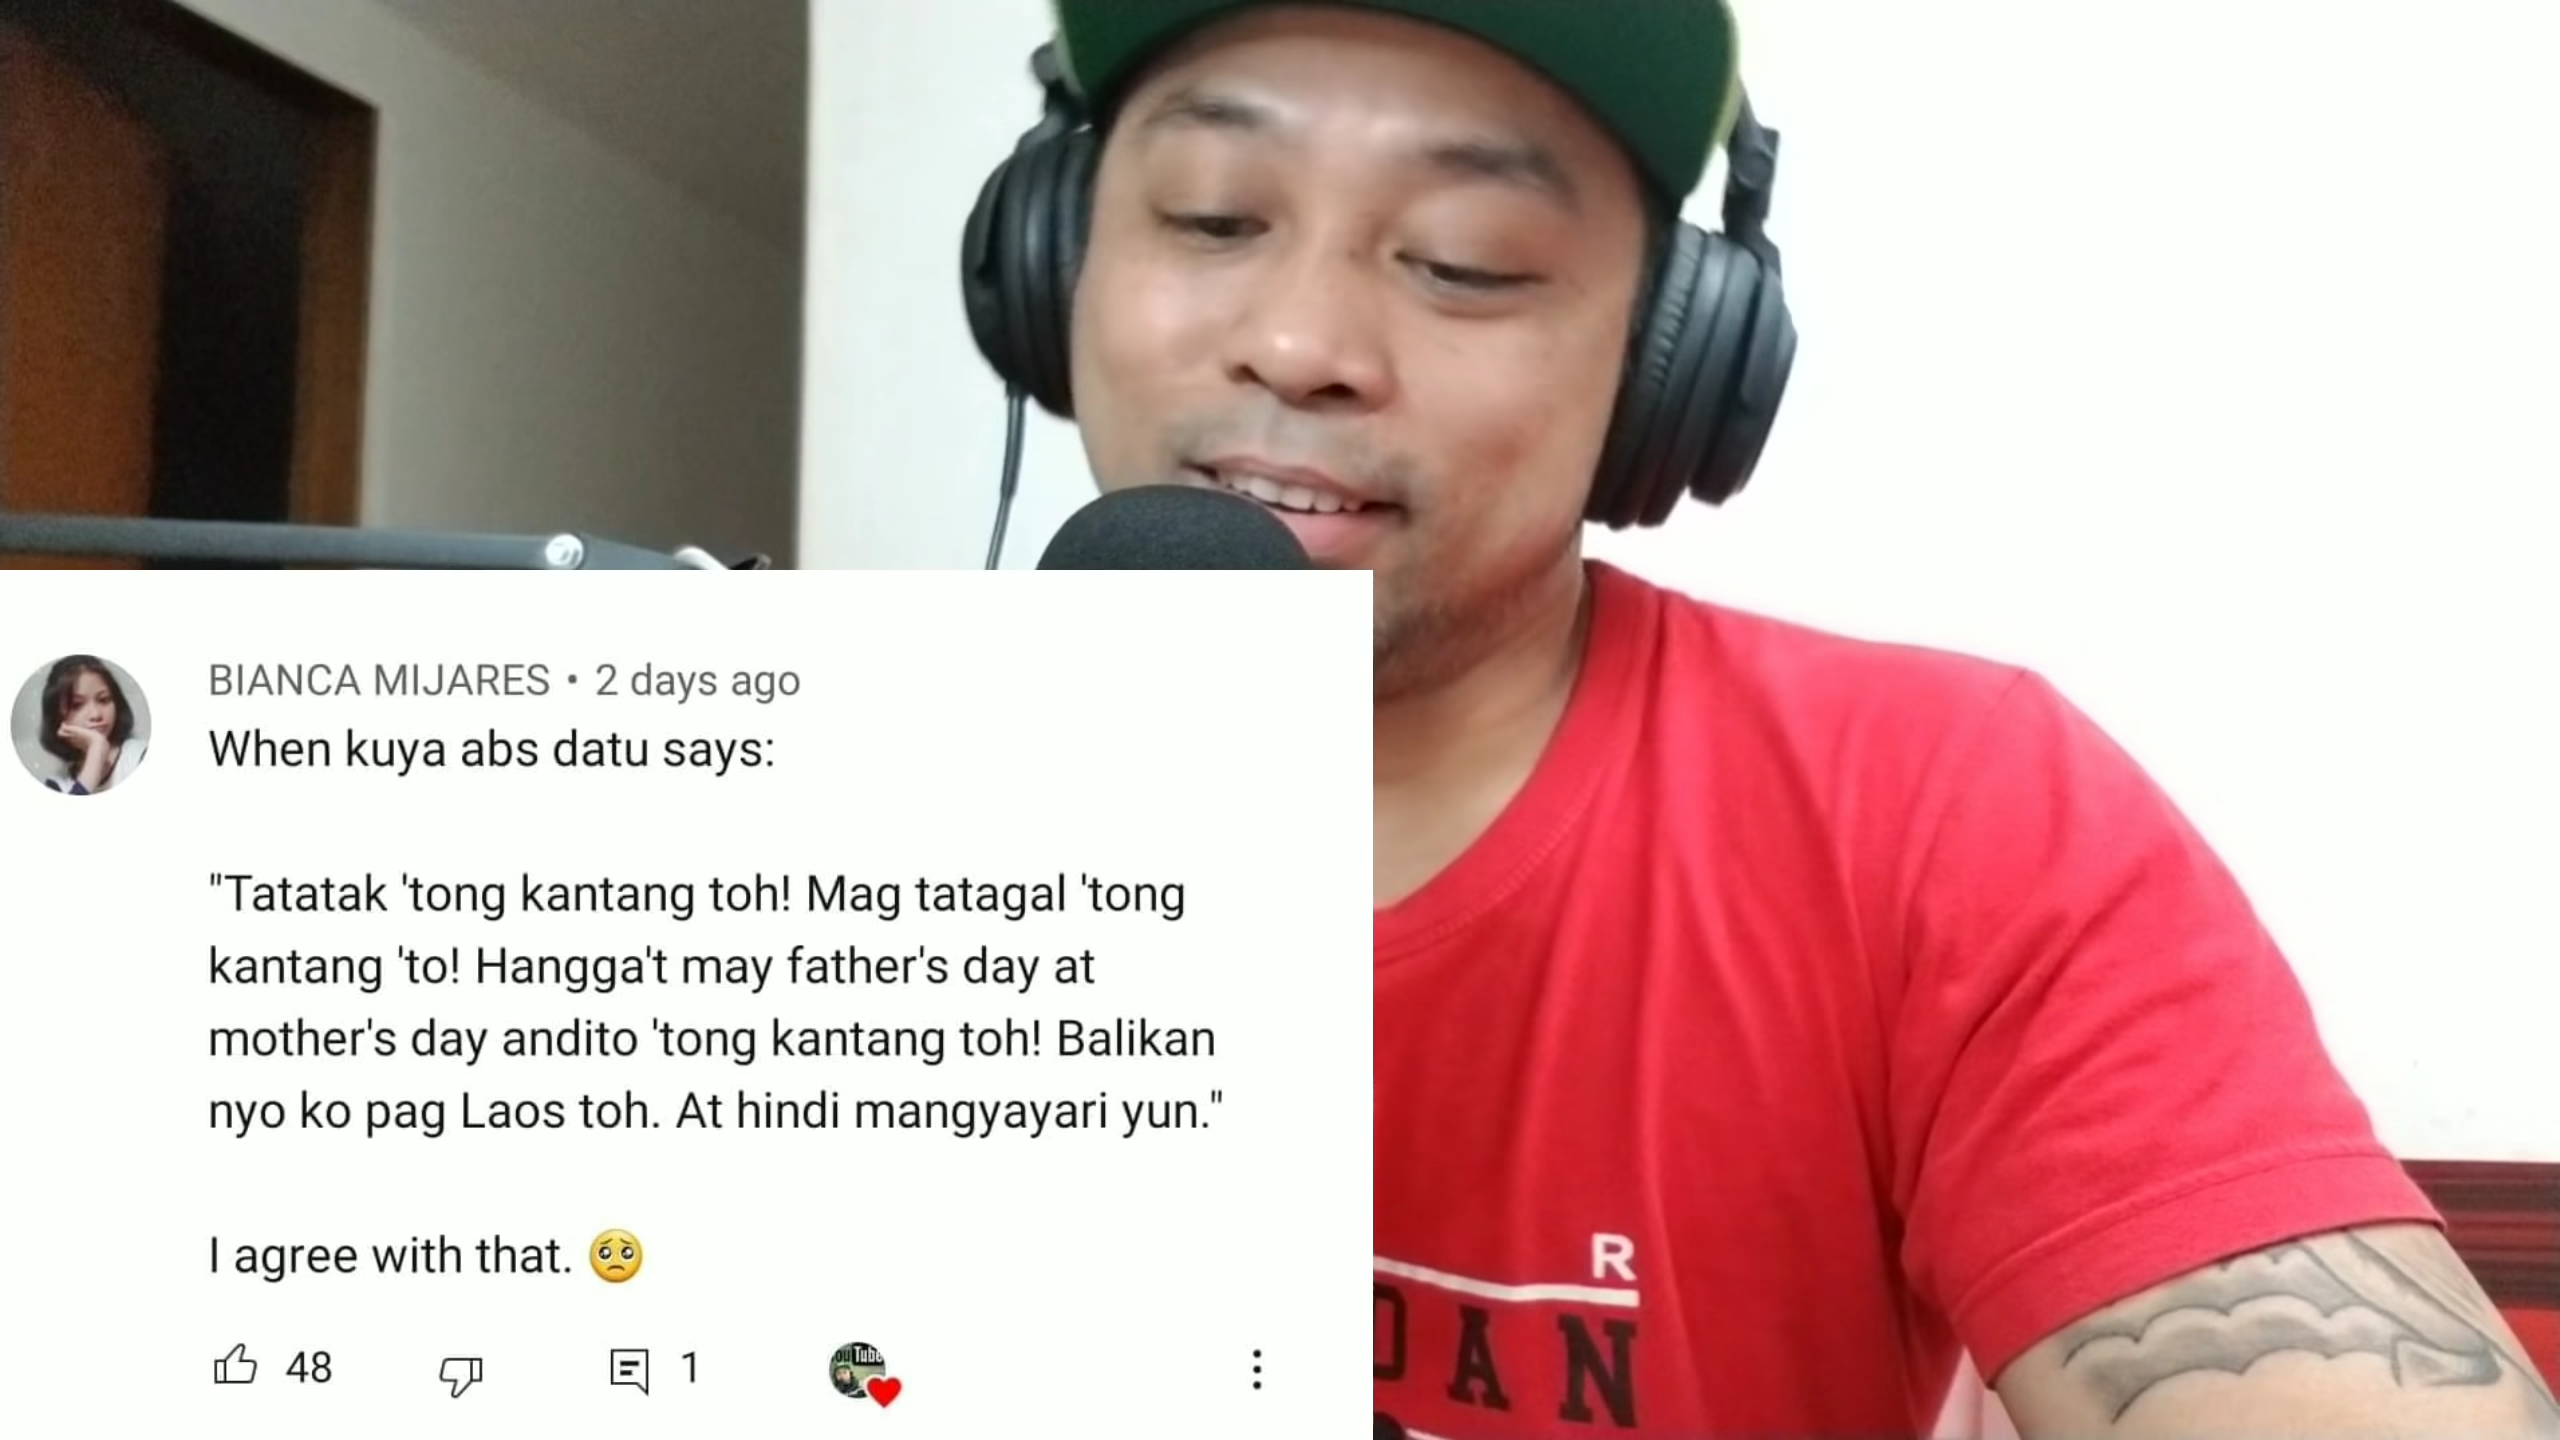 BIANCA MIJARES • 2 days ago
When kuya abs datu says:
"Tatatak 'tong kantang toh! Mag tatagal 'tong
kantang 'to! Hangga't may father's day at
mother's day andito 'tong kantang toh! Balikan
nyo ko pag Laos toh. At hindi mangyayari yun."
I agree with that. 🥺
48
1
ouTube
R
DAN